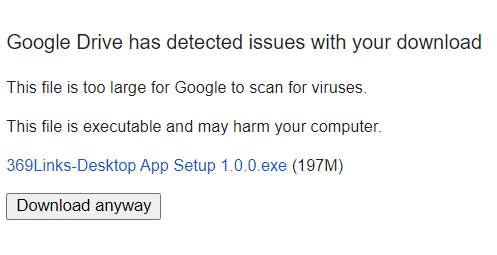 Google Drive has detected issues with your download
This file is too large for Google to scan for viruses.
This file is executable and may harm your computer.
369Links-Desktop App Setup 1.0.0.exe (197M)
Download anyway